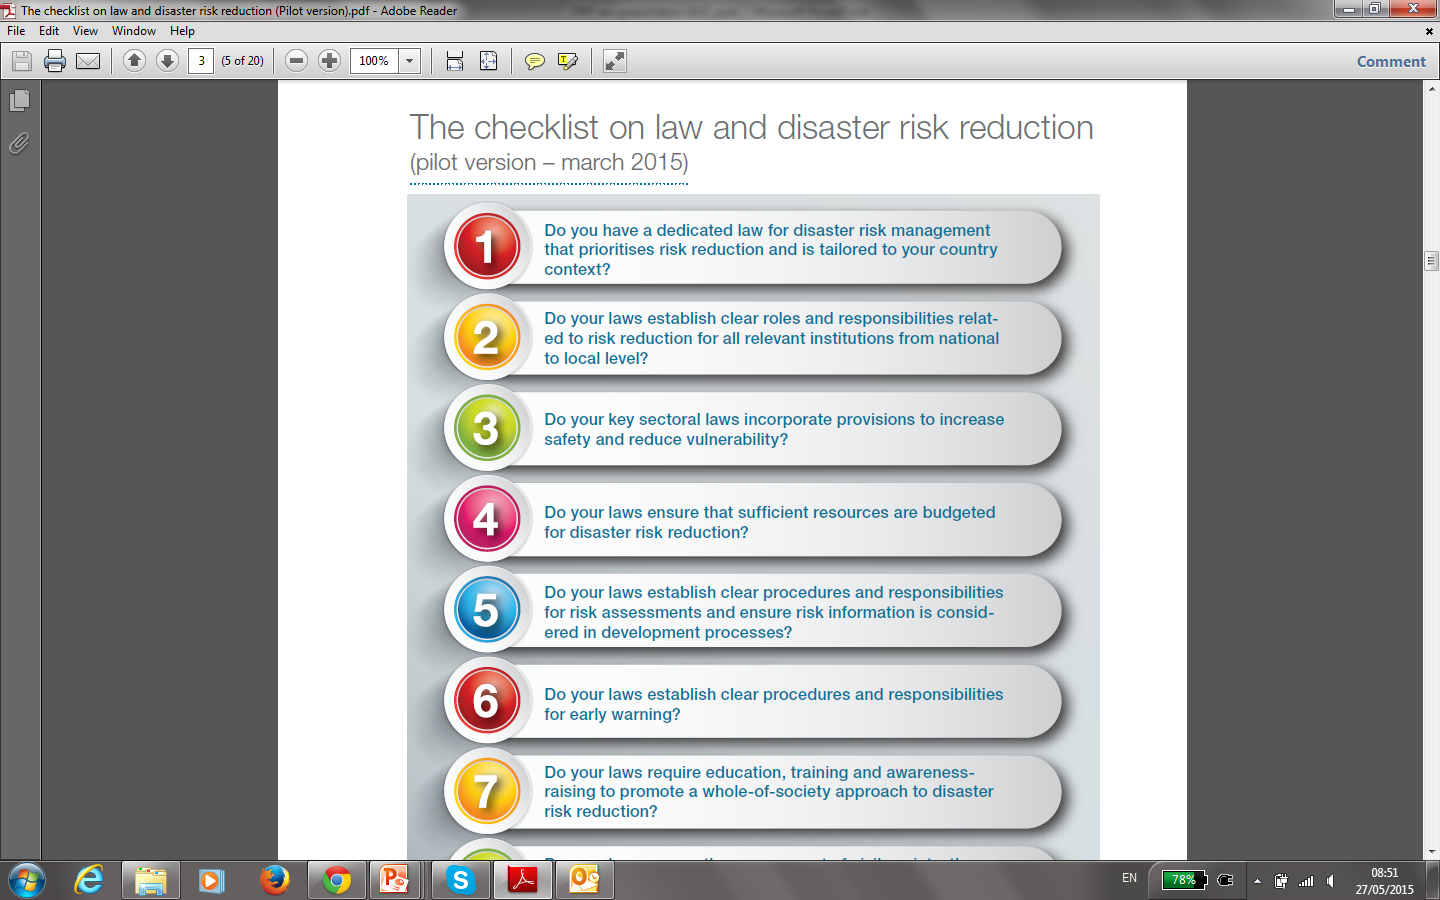 The checklist on law and disaster risk reduction (Pilot version).pdf - Adobe Reader
File Edit View Window Help
3 (5 of 20) 100% Comment
The checklist on law and disaster risk reduction
(pilot version – march 2015)
1
Do you have a dedicated law for disaster risk management
that prioritises risk reduction and is tailored to your country
context?
2
Do your laws establish clear roles and responsibilities relat-
ed to risk reduction for all relevant institutions from national
to local level?
3
Do your key sectoral laws incorporate provisions to increase
safety and reduce vulnerability?
4
Do your laws ensure that sufficient resources are budgeted
for disaster risk reduction?
5
Do your laws establish clear procedures and responsibilities
for risk assessments and ensure risk information is consid-
ered in development processes?
6
Do your laws establish clear procedures and responsibilities
for early warning?
7
Do your laws require education, training and awareness-
raising to promote a whole-of-society approach to disaster
risk reduction?
EN 78% 08:51
27/05/2015